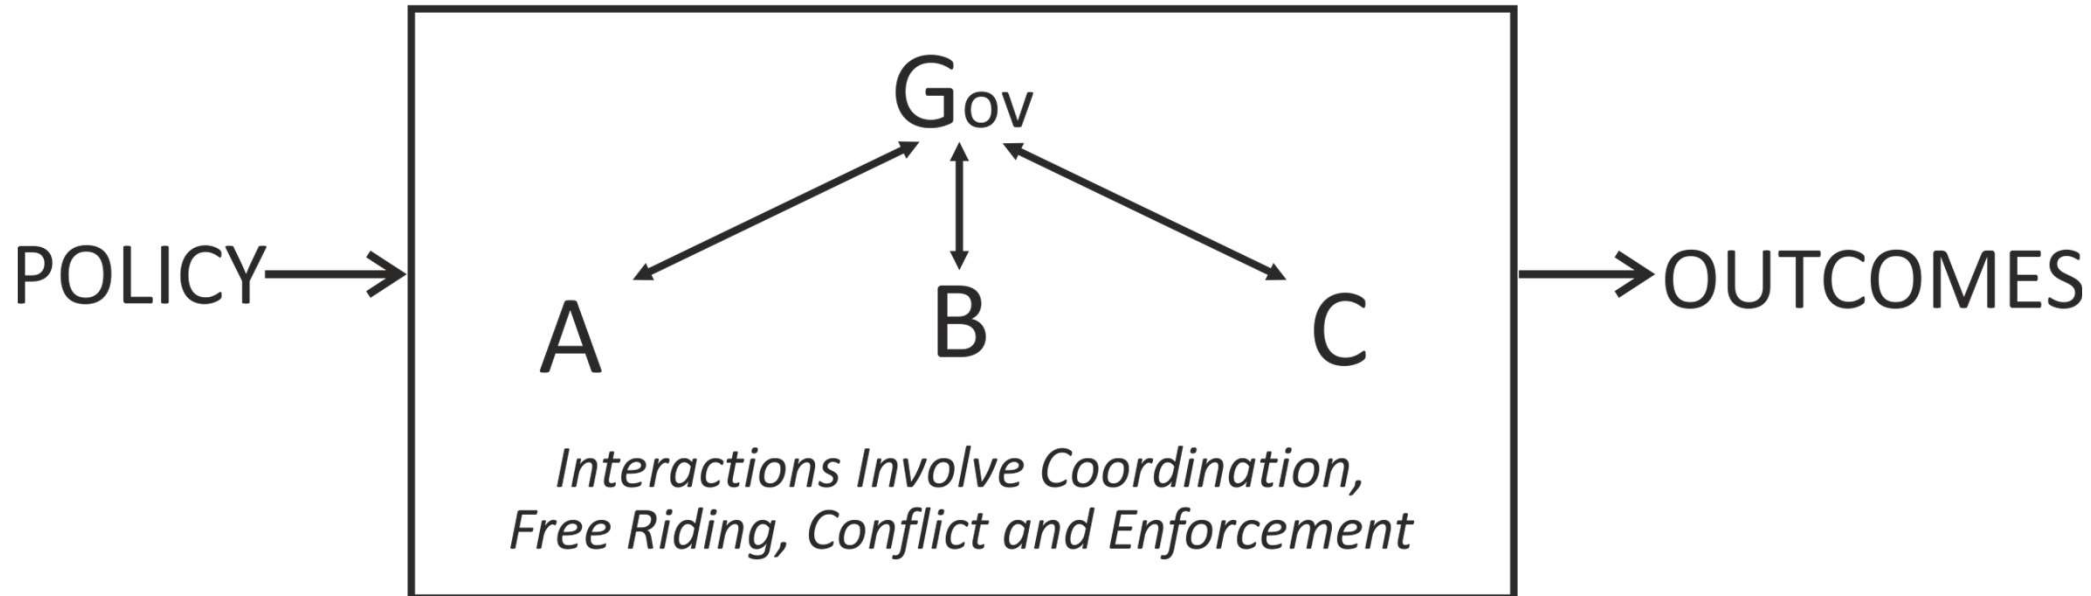 Gov
POLICY
OUTCOMES
A
B
C
Interactions Involve Coordination,
Free Riding, Conflict and Enforcement